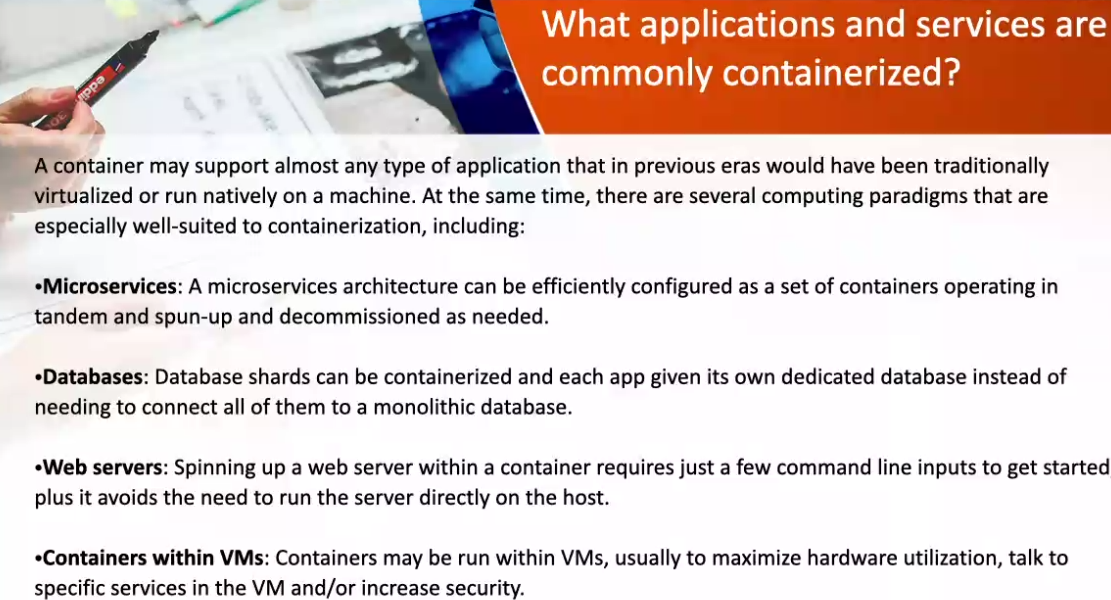 What applications and services are
commonly containerized?
A container may support almost any type of application that in previous eras would have been traditionally
virtualized or run natively on a machine. At the same time, there are several computing paradigms that are
especially well-suited to containerization, including:
•Microservices: A microservices architecture can be efficiently configured as a set of containers operating in
tandem and spun-up and decommissioned as needed.
•Databases: Database shards can be containerized and each app given its own dedicated database instead of
needing to connect all of them to a monolithic database.
•Web servers: Spinning up a web server within a container requires just a few command line inputs to get started,
plus it avoids the need to run the server directly on the host.
•Containers within VMs: Containers may be run within VMs, usually to maximize hardware utilization, talk to
specific services in the VM and/or increase security.